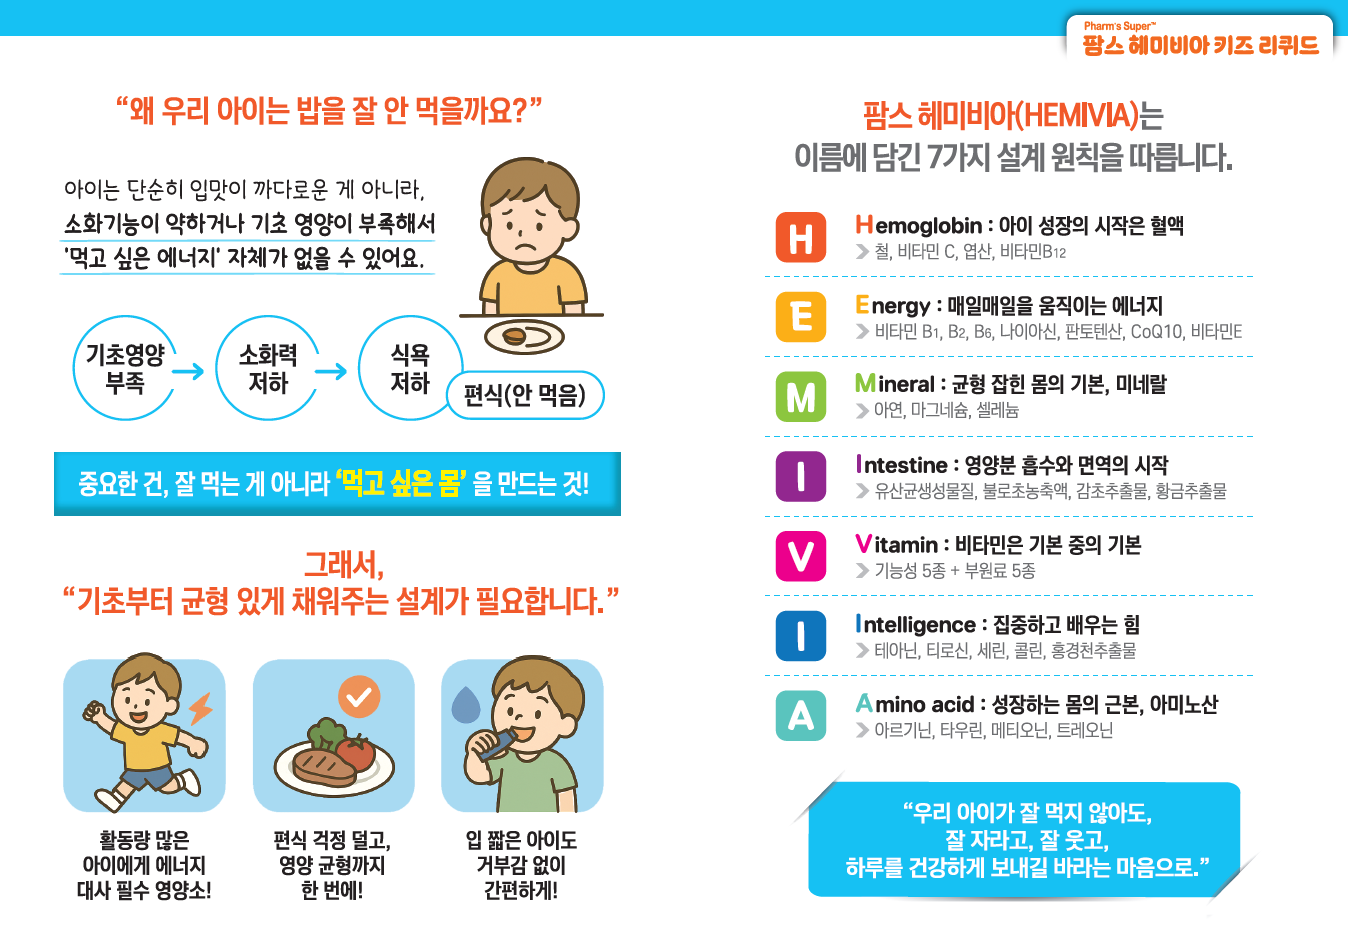 Pharm's Super™
팜스 헤미비아 키즈 리퀴드
“왜 우리 아이는 밥을 잘 안 먹을까요?”
아이는 단순히 입맛이 까다로운 게 아니라,
소화기능이 약하거나 기초 영양이 부족해서
'먹고 싶은 에너지' 자체가 없을 수 있어요.
기초영양
부족
소화력
저하
식욕
저하
편식(안 먹음)
중요한 건, 잘 먹는 게 아니라 ‘먹고 싶은 몸’ 을 만드는 것!
그래서,
“기초부터 균형 있게 채워주는 설계가 필요합니다.”
활동량 많은
아이에게 에너지
대사 필수 영양소!
편식 걱정 덜고,
영양 균형까지
한 번에!
입 짧은 아이도
거부감 없이
간편하게!
팜스 헤미비아(HEMIVIA)는
이름에 담긴 7가지 설계 원칙을 따릅니다.
H
Hemoglobin : 아이 성장의 시작은 혈액
철, 비타민 C, 엽산, 비타민B12
E
Energy : 매일매일을 움직이는 에너지
비타민 B1, B2, B6, 나이아신, 판토텐산, CoQ10, 비타민E
M
Mineral : 균형 잡힌 몸의 기본, 미네랄
아연, 마그네슘, 셀레늄
I
Intestine : 영양분 흡수와 면역의 시작
유산균생성물질, 불로초농축액, 감초추출물, 황금추출물
V
Vitamin : 비타민은 기본 중의 기본
기능성 5종 + 부원료 5종
I
Intelligence : 집중하고 배우는 힘
테아닌, 티로신, 세린, 콜린, 홍경천추출물
A
Amino acid : 성장하는 몸의 근본, 아미노산
아르기닌, 타우린, 메티오닌, 트레오닌
“우리 아이가 잘 먹지 않아도,
잘 자라고, 잘 웃고,
하루를 건강하게 보내길 바라는 마음으로.”